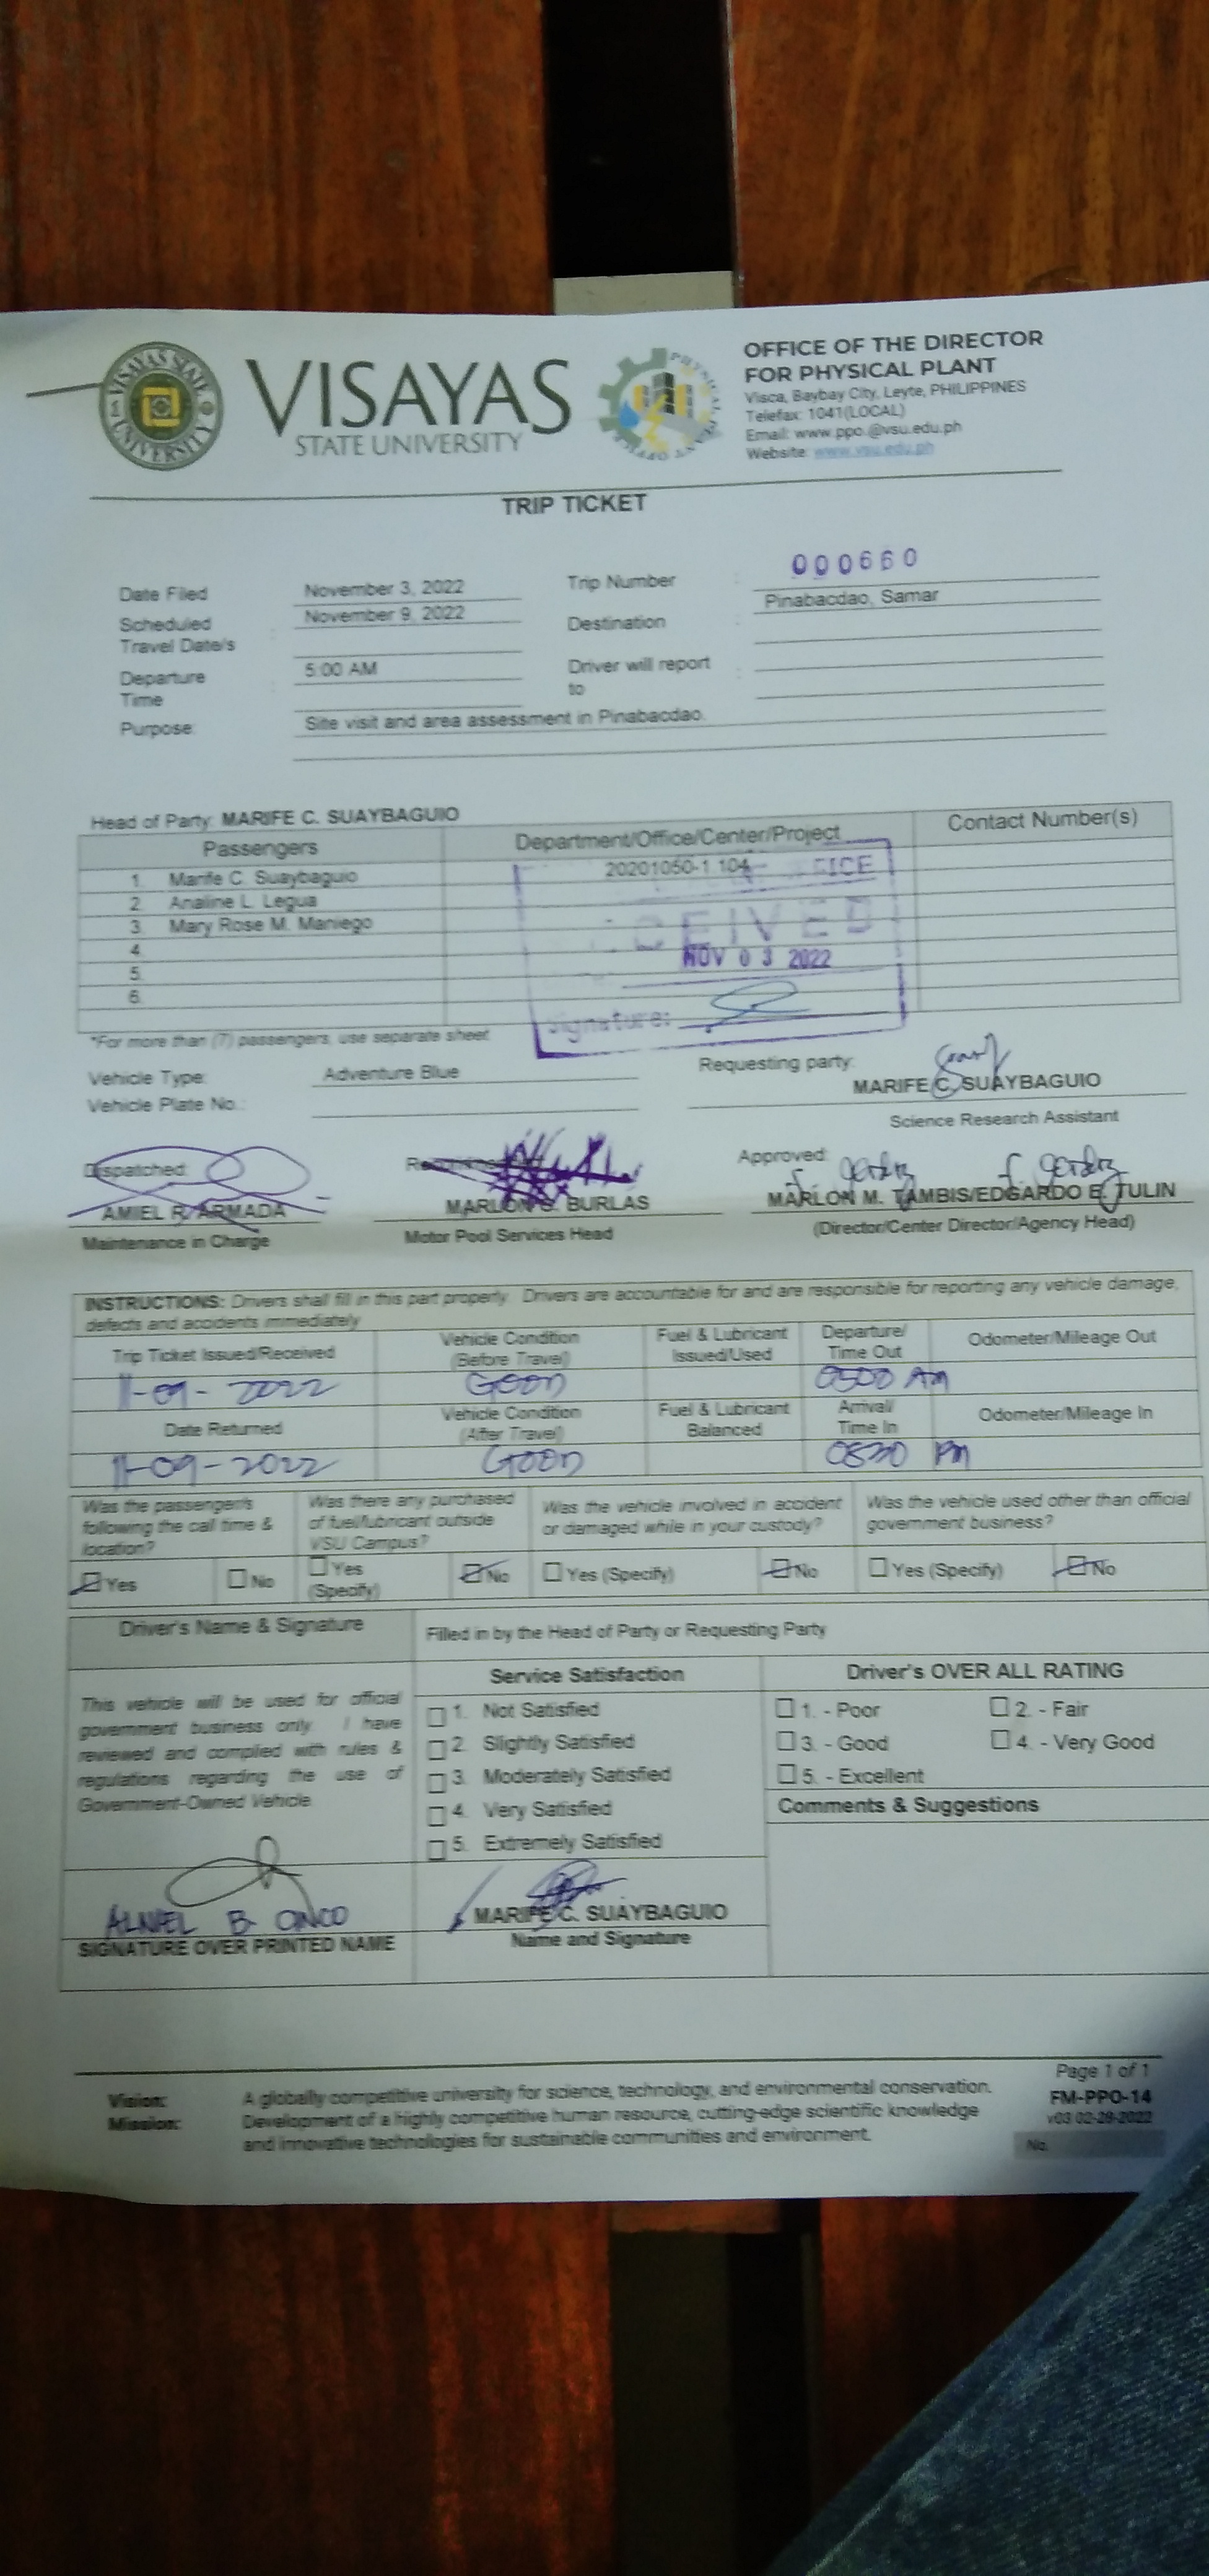 VISAYAS
STATE UNIVERSITY
VISAYAS STATE UNIVERSITY
OFFICE OF THE DIRECTOR
FOR PHYSICAL PLANT
Visca, Baybay City, Leyte, PHILIPPINES
Telefax: 1041(LOCAL)
Email: www.ppo.@vsu.edu.ph
Website: www.vsu.edu.ph
TRIP TICKET
Date Filed November 3, 2022 Trip Number : 000660
Scheduled Travel Date/s November 9, 2022 Destination Pinabacdao, Samar
Departure Time : 5:00 AM Driver will report to :
Purpose: Site visit and area assessment in Pinabacdao.
Head of Party: MARIFE C. SUAYBAGUIO
Passengers Department/Office/Center/Project Contact Number(s)
1. Marife C. Suaybaguio 20201050-1.104
2. Analine L. Legua
3. Mary Rose M. Maniego
4.
5.
6.
NOV 03 2022
Signature:
*For more than (7) passengers, use separate sheet
Vehicle Type: Adventure Blue Requesting party:
Vehicle Plate No.: MARIFE C. SUAYBAGUIO
Science Research Assistant
Dispatched: Approved:
AMIEL R. ARMADA MARLON G. BURLAS MARLON M. TAMBIS/EDGARDO E. TULIN
Maintenance in Charge Motor Pool Services Head (Director/Center Director/Agency Head)
INSTRUCTIONS: Drivers shall fill in this part properly. Drivers are accountable for and are responsible for reporting any vehicle damage,
defects and accidents immediately
Trip Ticket Issued/Received Vehicle Condition (Before Travel) Fuel & Lubricant Issued/Used Departure/ Time Out Odometer/Mileage Out
11-09-2022 GOOD 0500 AM
Date Returned Vehicle Condition (After Travel) Fuel & Lubricant Balanced Arrival/ Time In Odometer/Mileage In
11-09-2022 GOOD 0830 PM
Was the passenger/s following the call time & location? Was there any purchased of fuel/lubricant outside VSU Campus? Was the vehicle involved in accident or damaged while in your custody? Was the vehicle used other than official government business?
Yes No Yes (Specify) No Yes (Specify) No Yes (Specify) No
Driver's Name & Signature Filled in by the Head of Party or Requesting Party
Service Satisfaction Driver's OVER ALL RATING
This vehicle will be used for official
government business only. I have
reviewed and complied with rules &
regulations regarding the use of
Government-Owned Vehicle.
1. Not Satisfied
2. Slightly Satisfied
3. Moderately Satisfied
4. Very Satisfied
5. Extremely Satisfied
1. - Poor 2. - Fair
3. - Good 4. - Very Good
5. - Excellent
Comments & Suggestions
ALNIEL B. ONCO MARIFE C. SUAYBAGUIO
SIGNATURE OVER PRINTED NAME Name and Signature
Page 1 of 1
FM-PPO-14
v03 02-28-2022
No.
Vision: A globally competitive university for science, technology, and environmental conservation.
Mission: Development of a highly competitive human resource, cutting-edge scientific knowledge
and innovative technologies for sustainable communities and environment.